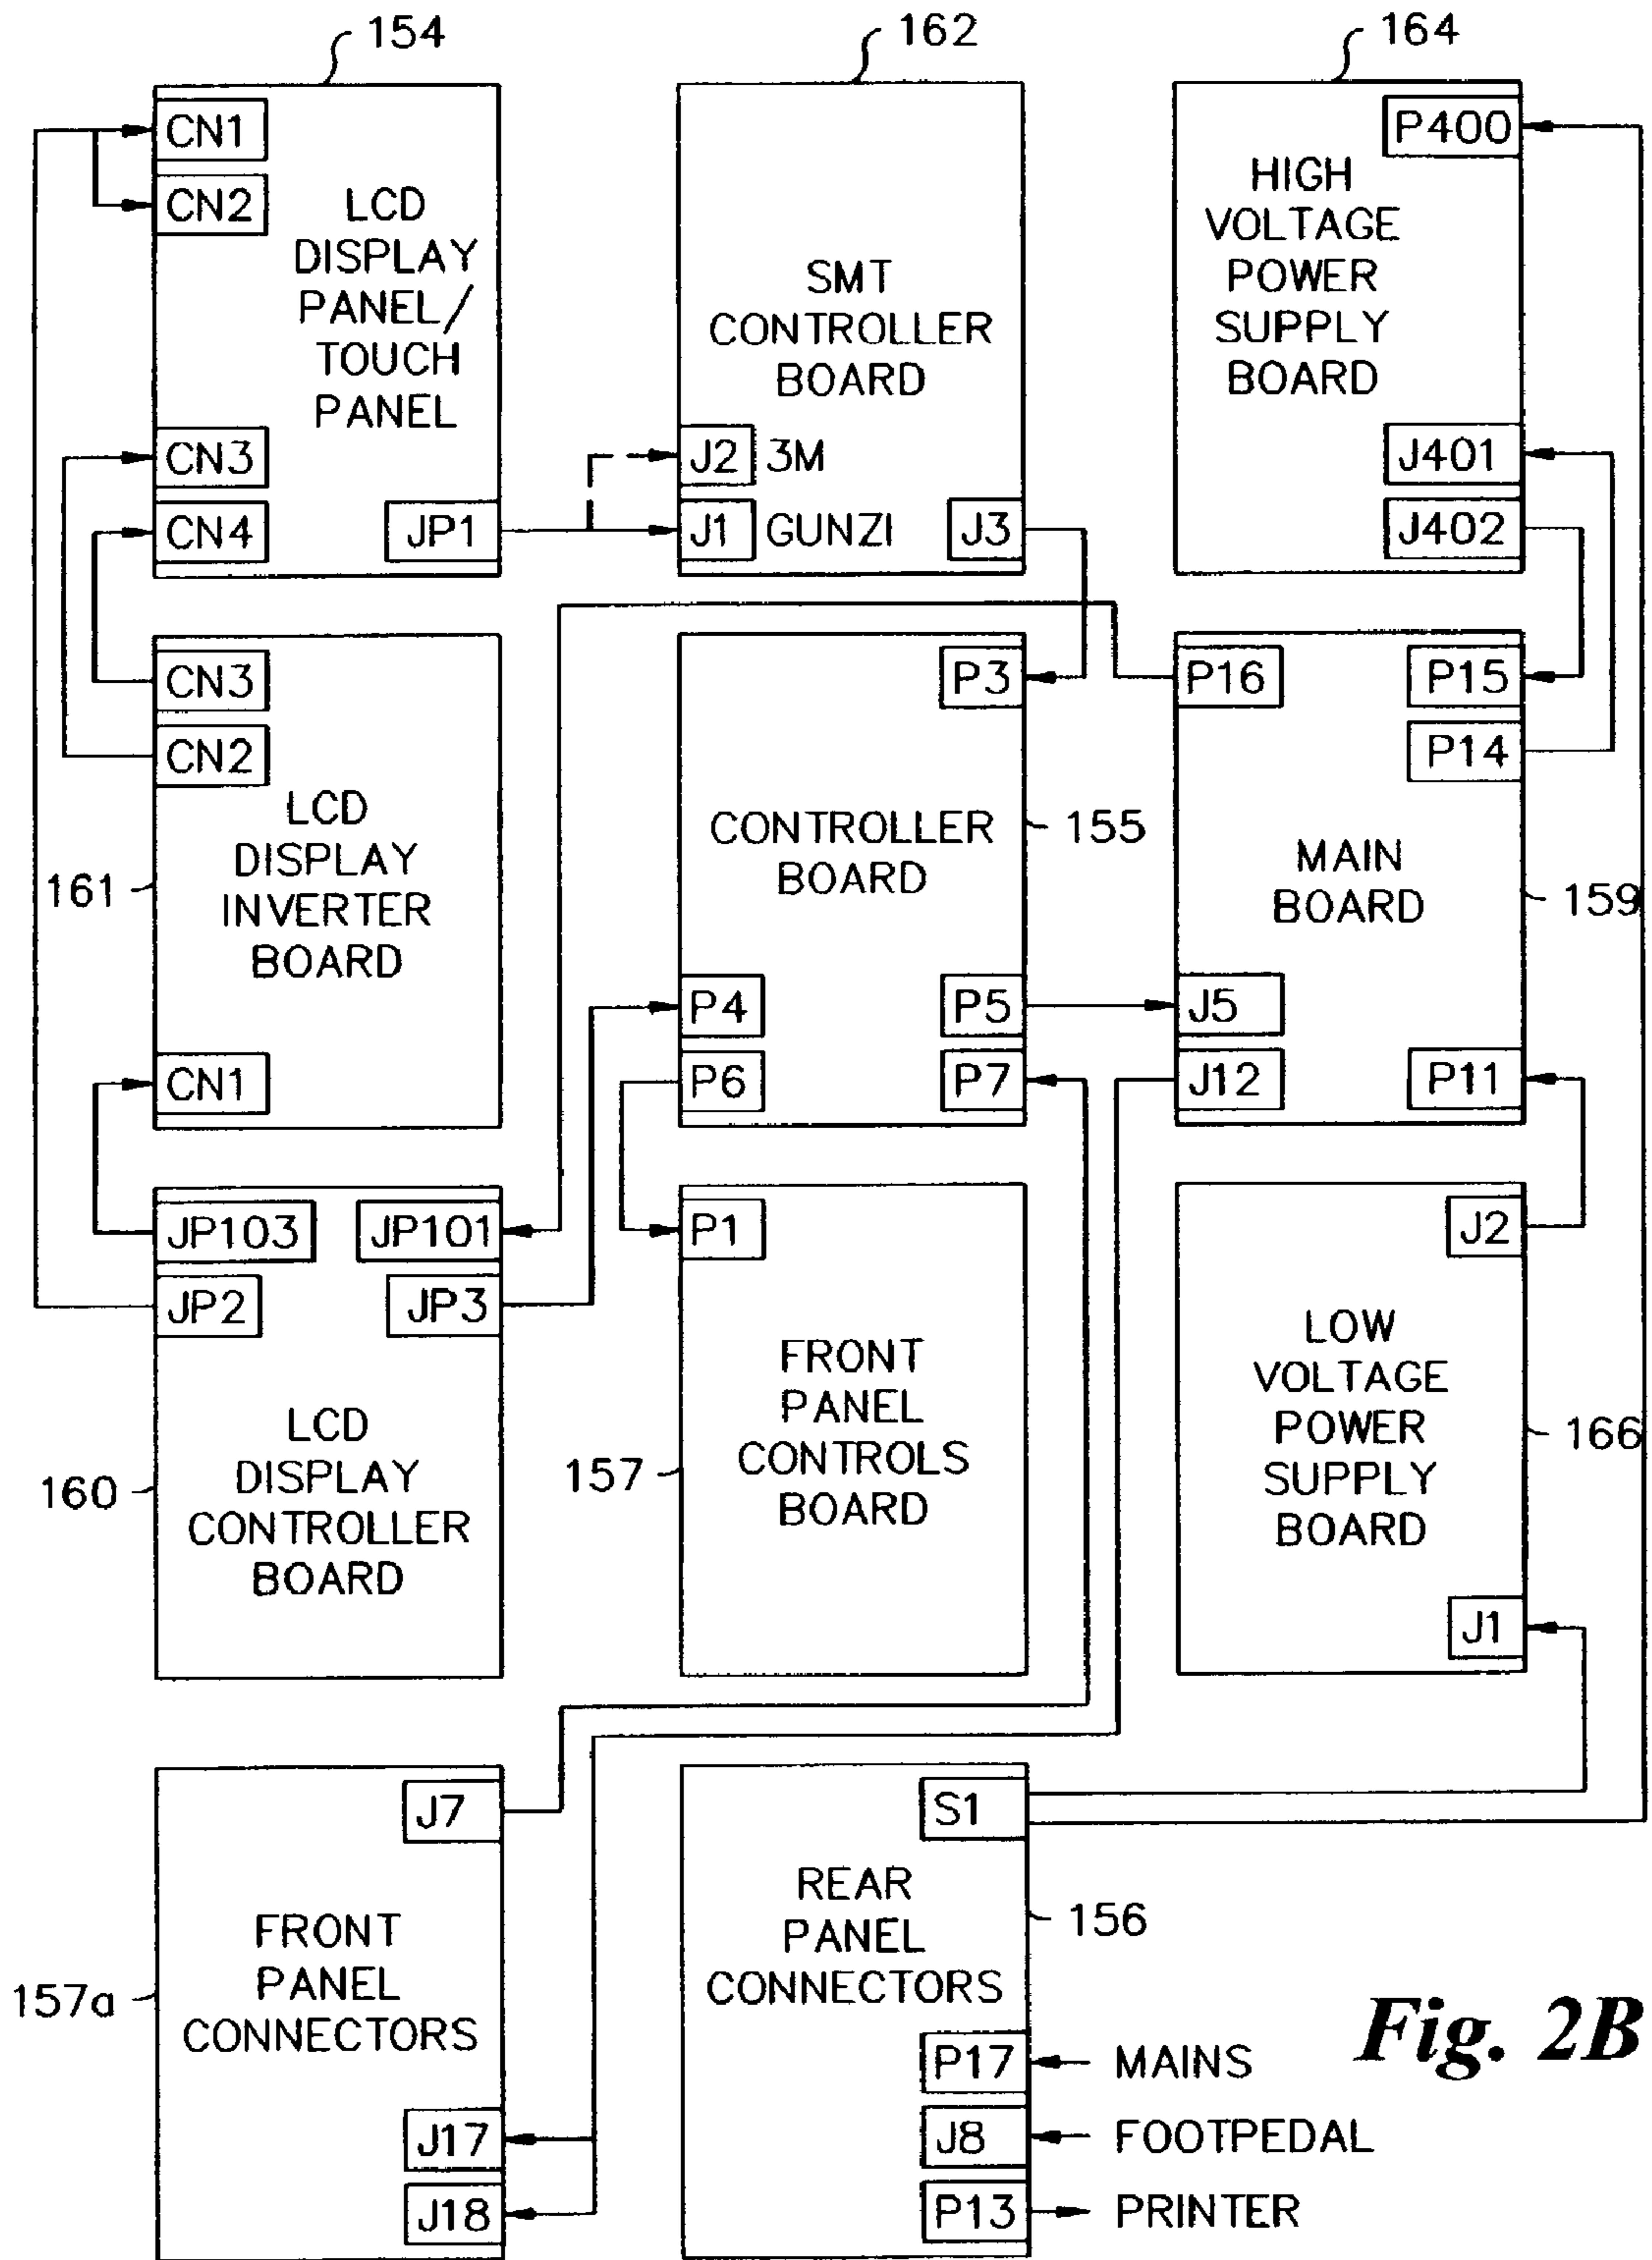 154
162
164
CN1
CN2
LCD
DISPLAY
PANEL/
TOUCH
PANEL
CN3
CN4
JP1
SMT
CONTROLLER
BOARD
J2 3M
J1 GUNZI
J3
P400
HIGH
VOLTAGE
POWER
SUPPLY
BOARD
J401
J402
CN3
CN2
LCD
DISPLAY
INVERTER
BOARD
161
CN1
P3
CONTROLLER
BOARD
155
P4
P5
P6
P7
P16
P15
P14
MAIN
BOARD
159
J5
J12
P11
JP103
JP101
JP2
JP3
LCD
DISPLAY
CONTROLLER
BOARD
160
P1
FRONT
PANEL
CONTROLS
BOARD
157
J2
LOW
VOLTAGE
POWER
SUPPLY
BOARD
166
J1
J7
FRONT
PANEL
CONNECTORS
157a
J17
J18
S1
REAR
PANEL
CONNECTORS
156
P17 MAINS
J8 FOOTPEDAL
P13 PRINTER
Fig. 2B